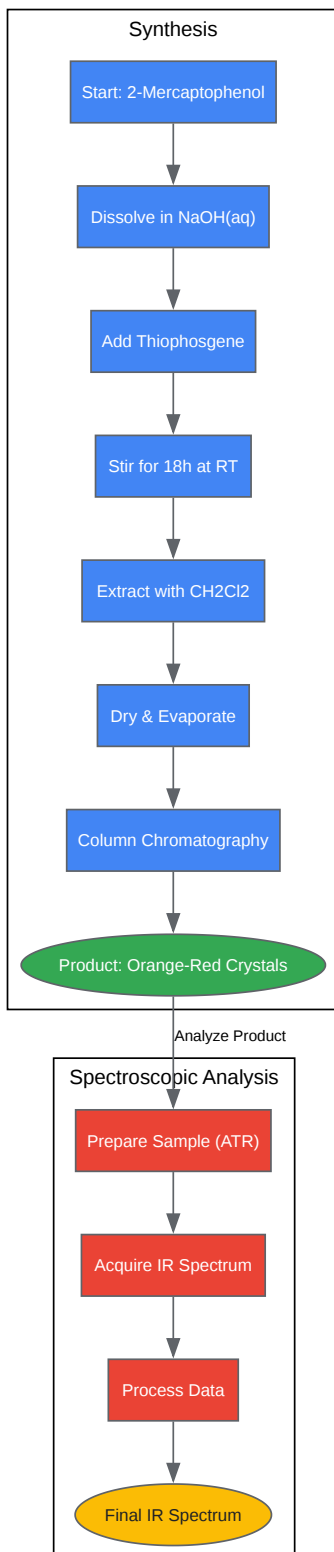 Synthesis
Start: 2-Mercaptophenol
Dissolve in NaOH(aq)
Add Thiophosgene
Stir for 18h at RT
Extract with CH2Cl2
Dry & Evaporate
Column Chromatography
Product: Orange-Red Crystals
Analyze Product
Spectroscopic Analysis
Prepare Sample (ATR)
Acquire IR Spectrum
Process Data
Final IR Spectrum